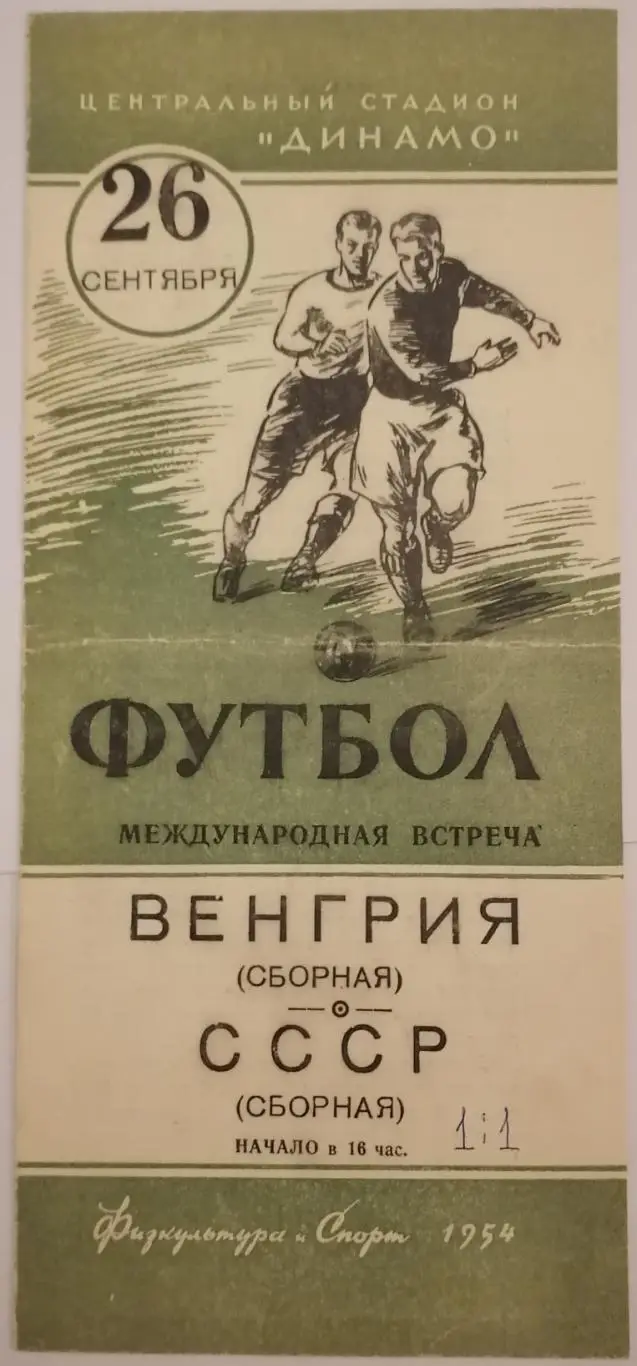 ЦЕНТРАЛЬНЫЙ СТАДИОН
"ДИНАМО"
26
СЕНТЯБРЯ
ФУТБОЛ
МЕЖДУНАРОДНАЯ ВСТРЕЧА
ВЕНГРИЯ
(СБОРНАЯ)
СССР
(СБОРНАЯ)
НАЧАЛО в 16 час.
1:1
Физкультура и Спорт 1954